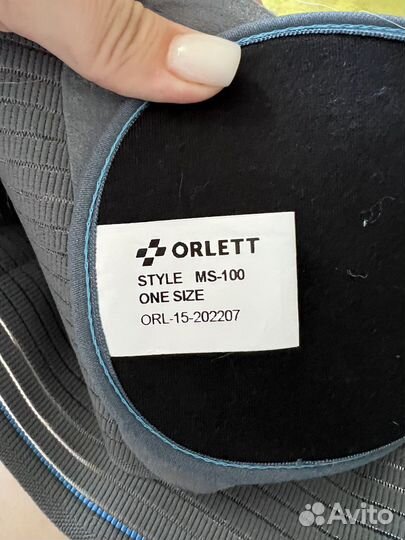 ORLETT
STYLE MS-100
ONE SIZE
ORL-15-202207
Avito